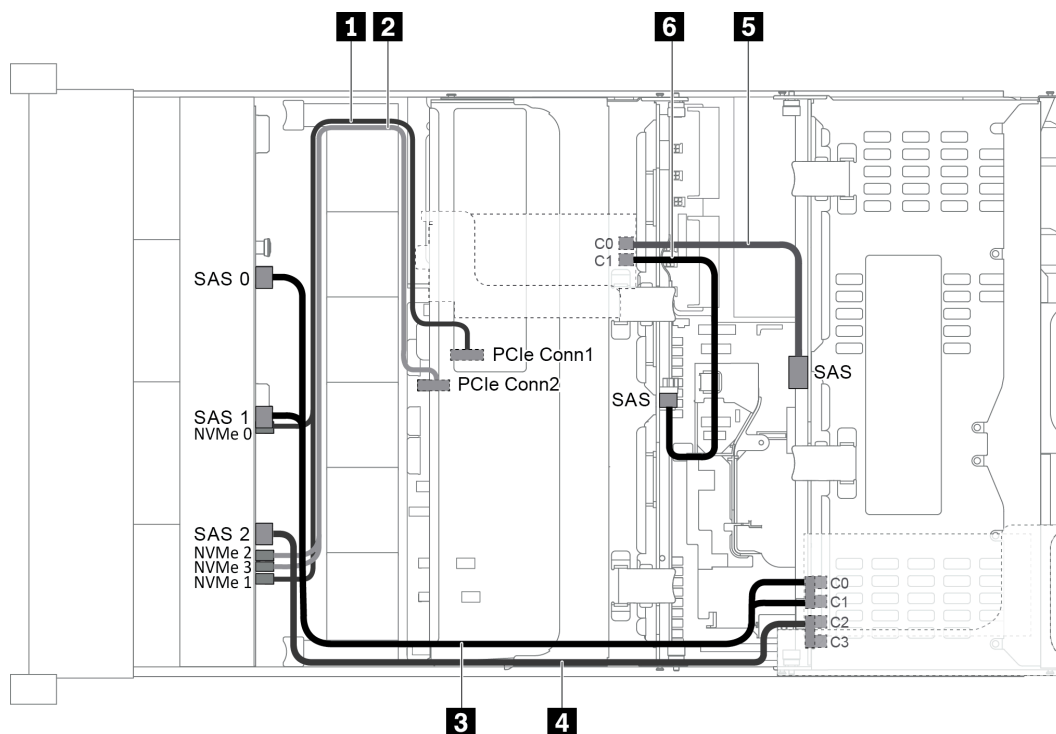 1 2 6 5
C0
C1
SAS 0
PCIe Conn1
PCIe Conn2
SAS
SAS
SAS 1
NVMe 0
SAS 2
NVMe 2
NVMe 3
NVMe 1
C0
C1
C2
C3
3 4